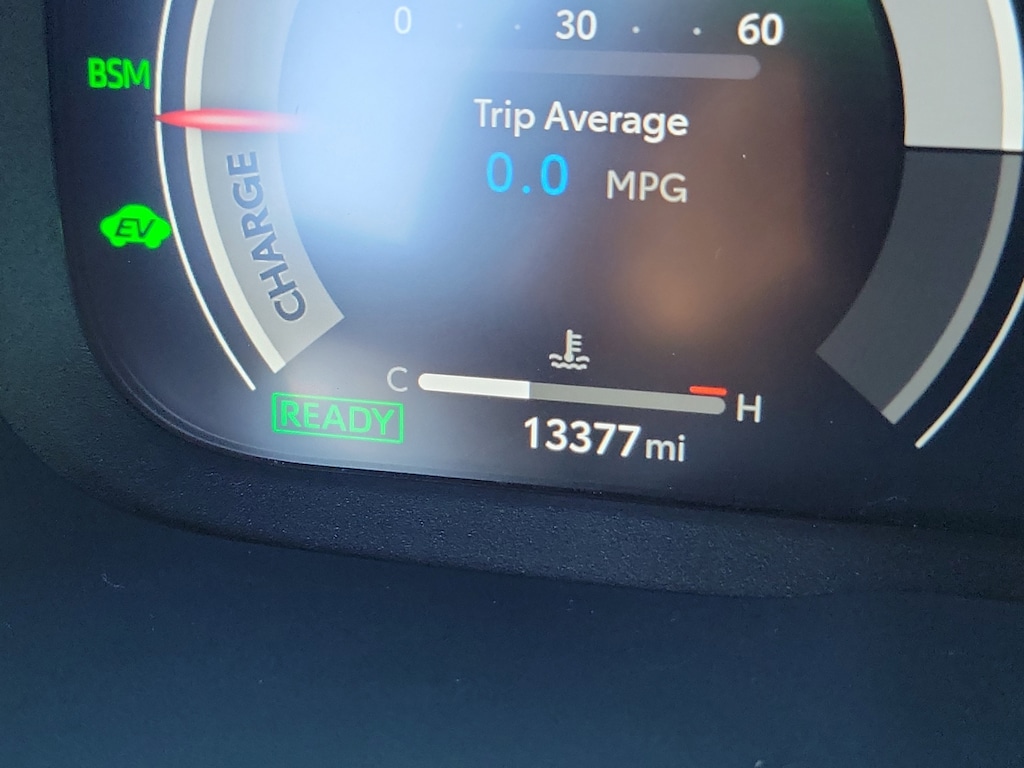 0 30 60
BSM
Trip Average
0.0 MPG
CHARGE
EV
C H
READY
13377 mi